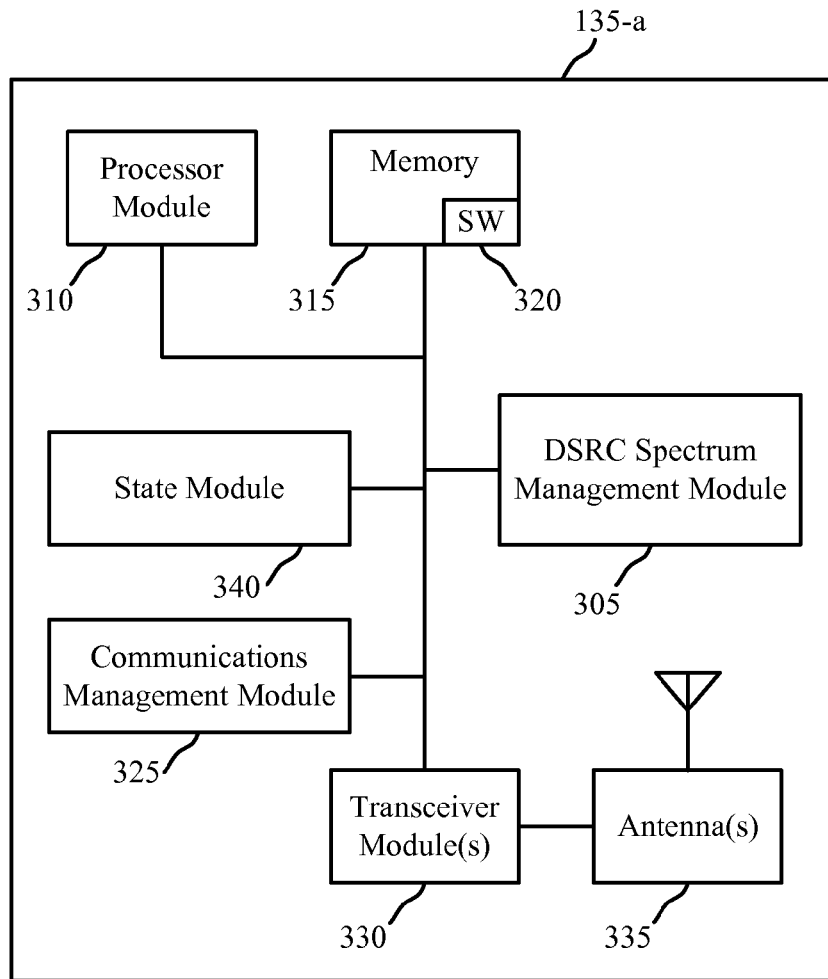 135-a
Processor
Module
Memory
SW
310
315
320
State Module
DSRC Spectrum
Management Module
340
305
Communications
Management Module
325
Transceiver
Module(s)
Antenna(s)
330
335